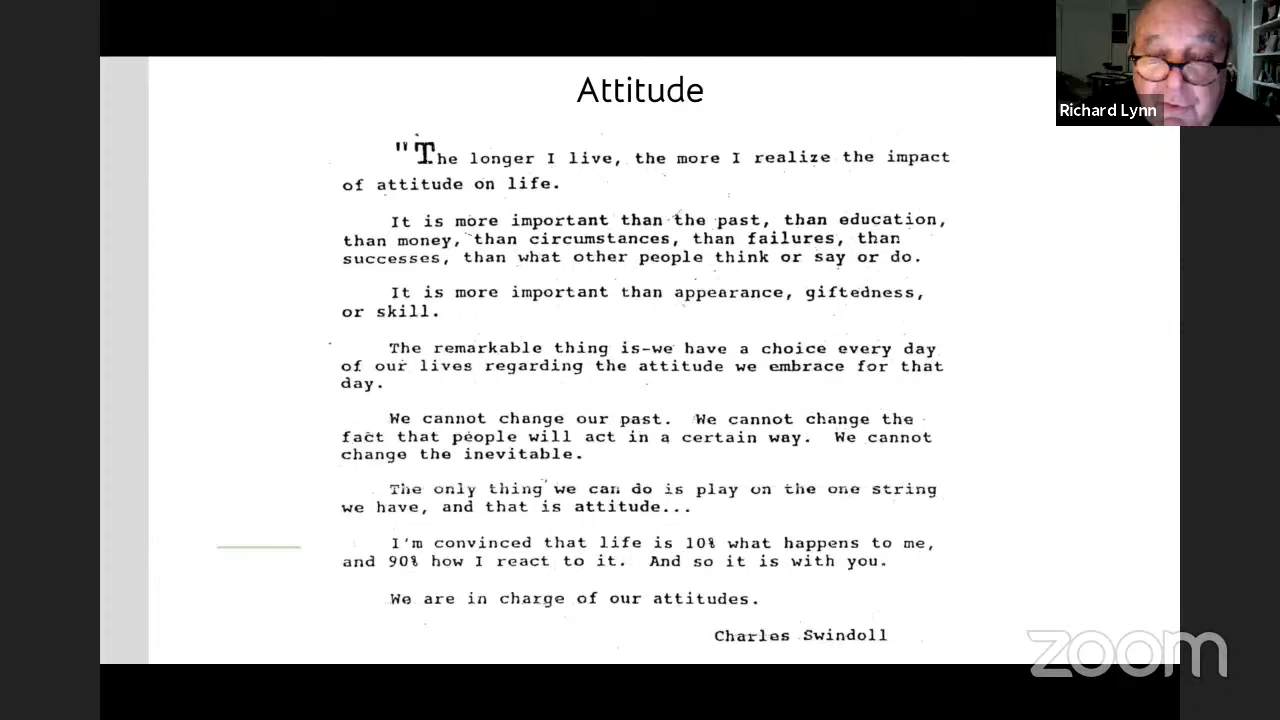 Attitude
Richard Lynn
"The longer I live, the more I realize the impact
of attitude on life.
It is more important than the past, than education,
than money, than circumstances, than failures, than
successes, than what other people think or say or do.
It is more important than appearance, giftedness,
or skill.
The remarkable thing is-we have a choice every day
of our lives regarding the attitude we embrace for that
day.
We cannot change our past. We cannot change the
fact that people will act in a certain way. We cannot
change the inevitable.
The only thing we can do is play on the one string
we have, and that is attitude...
I'm convinced that life is 10% what happens to me,
and 90% how I react to it. And so it is with you.
We are in charge of our attitudes.
Charles Swindoll
zoom